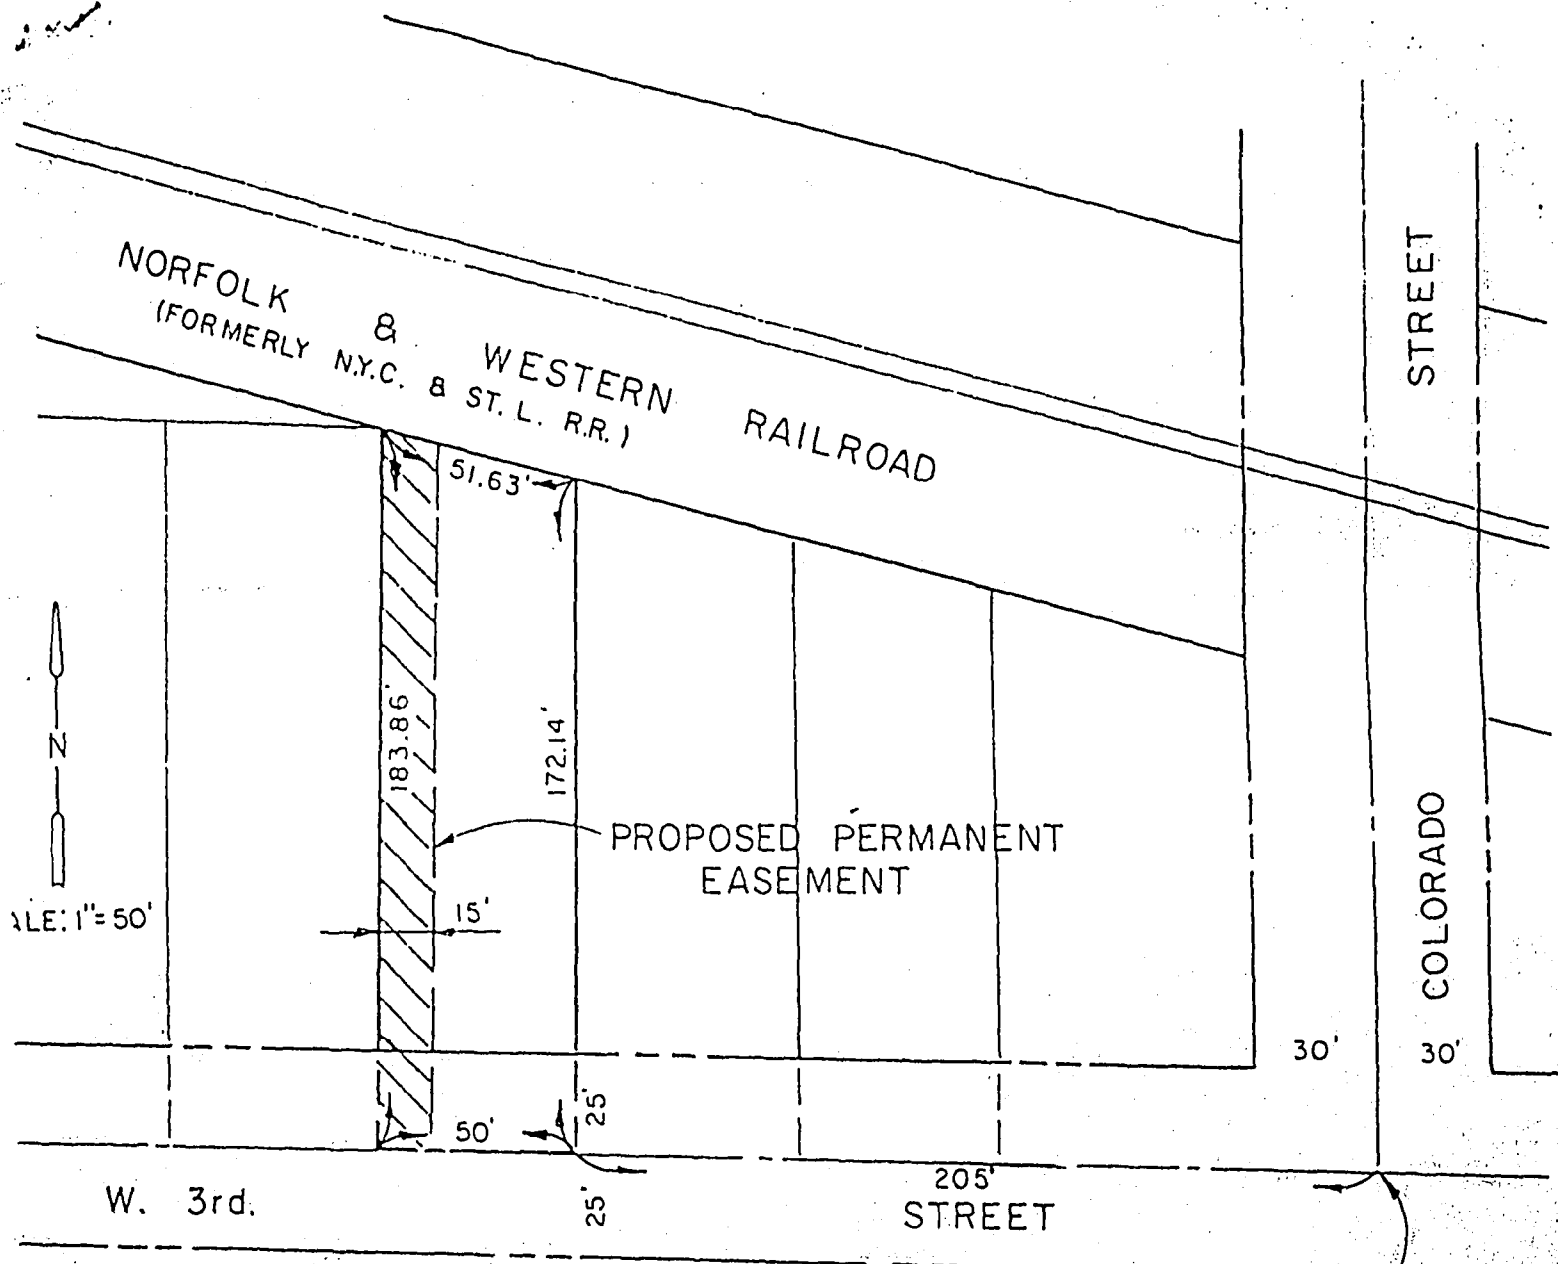 STREET
NORFOLK & WESTERN RAILROAD
(FORMERLY N.Y.C. & ST. L. R.R.)
51.63'
183.86'
172.14'
N
PROPOSED PERMANENT
EASEMENT
ALE: 1"=50'
15'
COLORADO
30'
30'
25'
50'
205'
W. 3rd.
25'
STREET